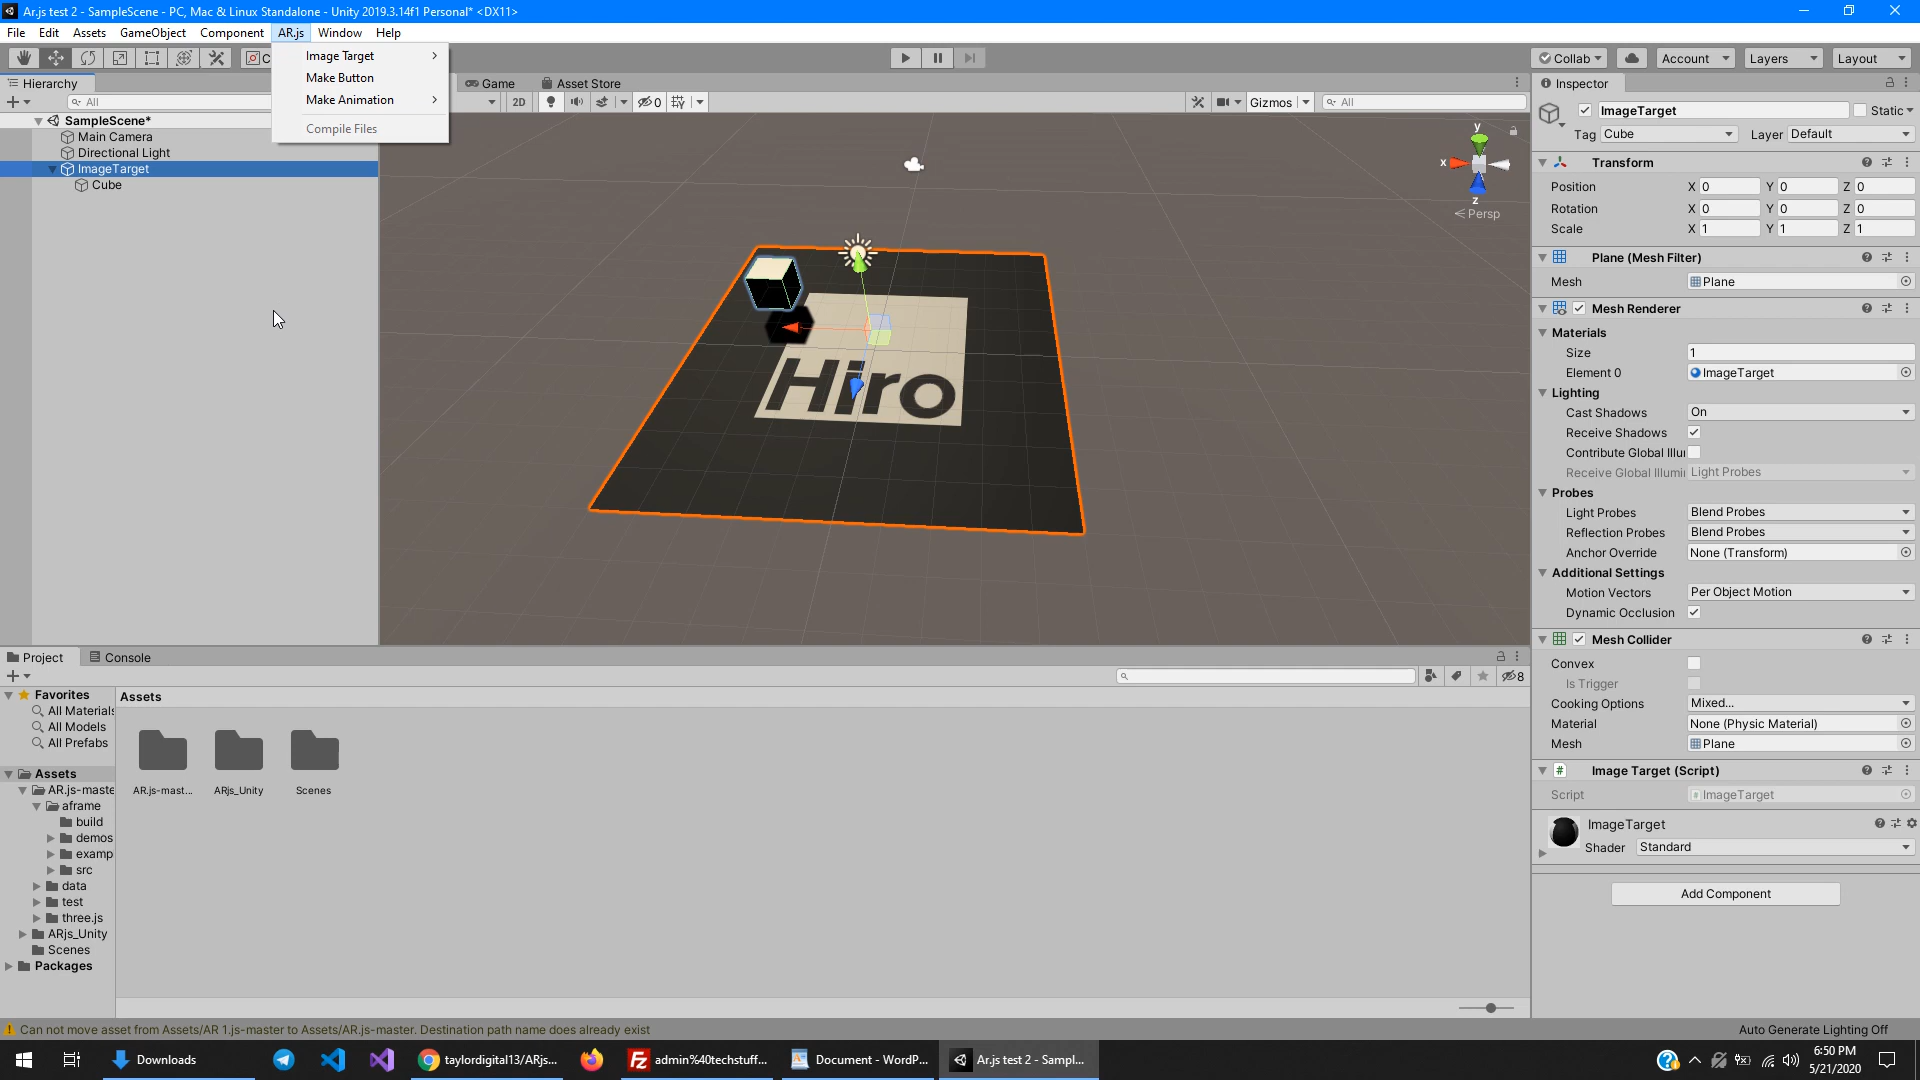 Ar.js test 2 - SampleScene - PC, Mac & Linux Standalone - Unity 2019.3.14f1 Personal* <DX11>
File Edit Assets GameObject Component AR.js Window Help
Image Target
Make Button
Make Animation
Compile Files
C
Collab Account Layers Layout
Hierarchy
Game
Asset Store
Inspector
All
2D
0
Gizmos
All
SampleScene*
Main Camera
Directional Light
ImageTarget
Cube
y
x
z
Persp
Hiro
ImageTarget
Static
Tag Cube Layer Default
Transform
Position X 0 Y 0 Z 0
Rotation X 0 Y 0 Z 0
Scale X 1 Y 1 Z 1
Plane (Mesh Filter)
Mesh Plane
Mesh Renderer
Materials
Size 1
Element 0 ImageTarget
Lighting
Cast Shadows On
Receive Shadows
Contribute Global Illu
Receive Global Illumi Light Probes
Probes
Light Probes Blend Probes
Reflection Probes Blend Probes
Anchor Override None (Transform)
Additional Settings
Motion Vectors Per Object Motion
Dynamic Occlusion
Mesh Collider
Convex
Is Trigger
Cooking Options Mixed...
Material None (Physic Material)
Mesh Plane
Image Target (Script)
Script ImageTarget
ImageTarget
Shader Standard
Add Component
Project
Console
8
Favorites
All Materials
All Models
All Prefabs
Assets
AR.js-maste
aframe
build
demos
examp
src
data
test
three.js
ARjs_Unity
Scenes
Packages
Assets
AR.js-mast...
ARjs_Unity
Scenes
Can not move asset from Assets/AR 1.js-master to Assets/AR.js-master. Destination path name does already exist
Auto Generate Lighting Off
Downloads
taylordigital13/ARjs...
admin%40techstuff...
Document - WordP...
Ar.js test 2 - Sampl...
6:50 PM
5/21/2020